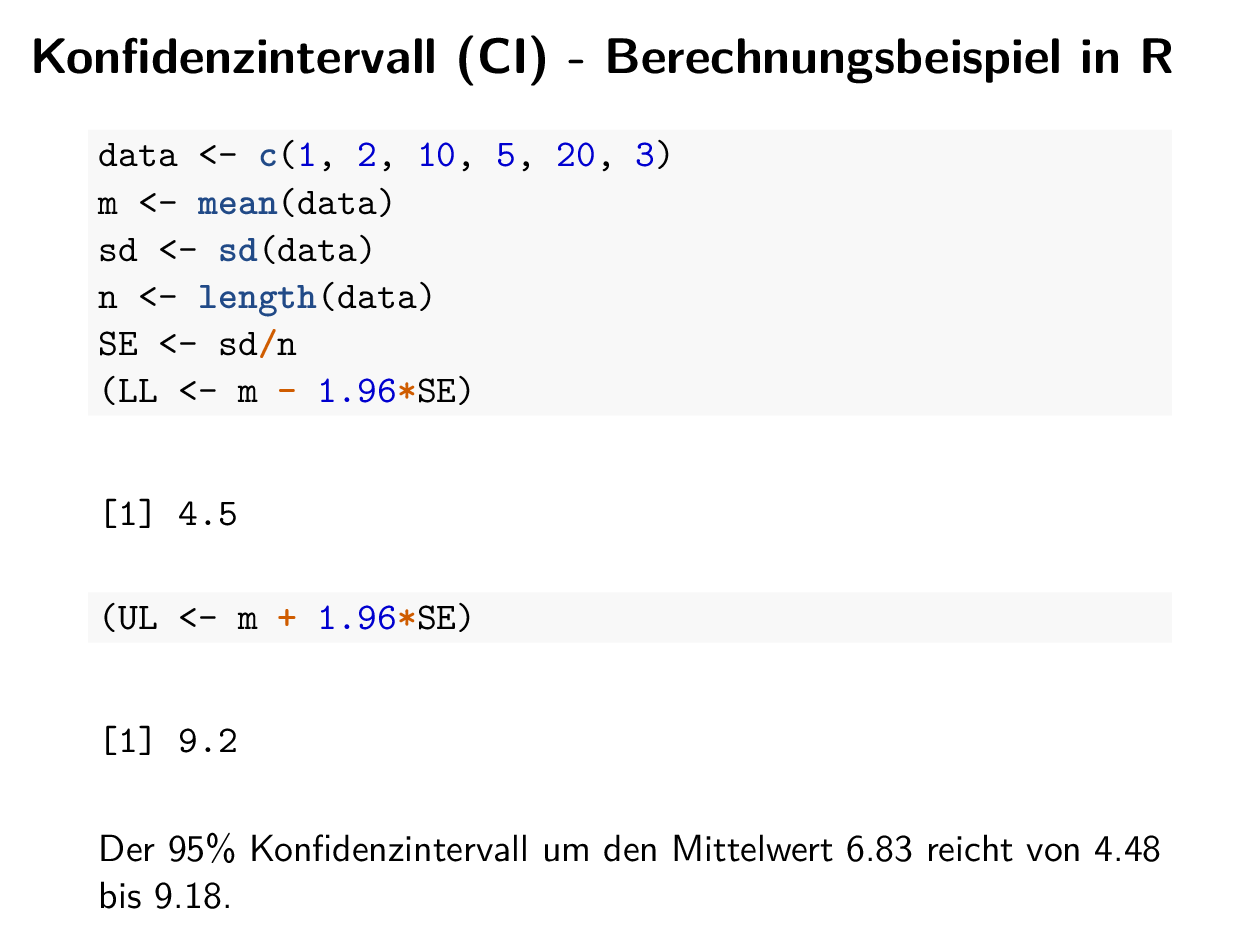 Konfidenzintervall (CI) - Berechnungsbeispiel in R
data <- c(1, 2, 10, 5, 20, 3)
m <- mean(data)
sd <- sd(data)
n <- length(data)
SE <- sd/n
(LL <- m - 1.96*SE)
[1] 4.5
(UL <- m + 1.96*SE)
[1] 9.2
Der 95% Konfidenzintervall um den Mittelwert 6.83 reicht von 4.48
bis 9.18.